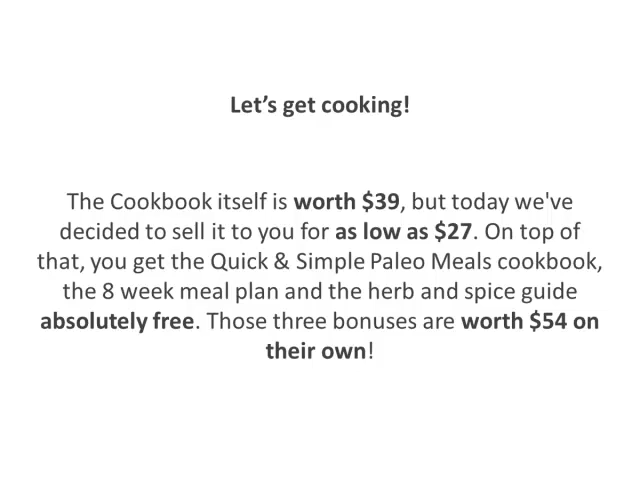 Let’s get cooking!
The Cookbook itself is worth $39, but today we've
decided to sell it to you for as low as $27. On top of
that, you get the Quick & Simple Paleo Meals cookbook,
the 8 week meal plan and the herb and spice guide
absolutely free. Those three bonuses are worth $54 on
their own!